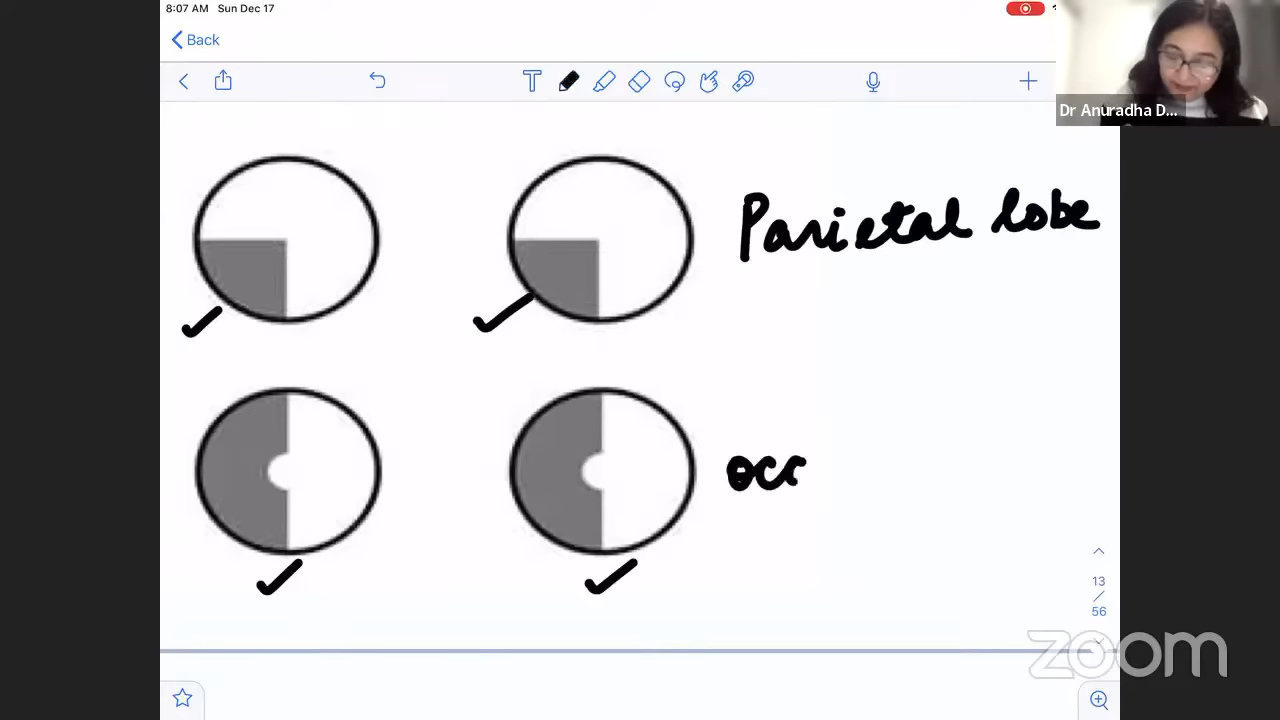 8:07 AM Sun Dec 17
Back
Dr Anuradha D...
Parietal lobe
occ
13
/
56
zoom